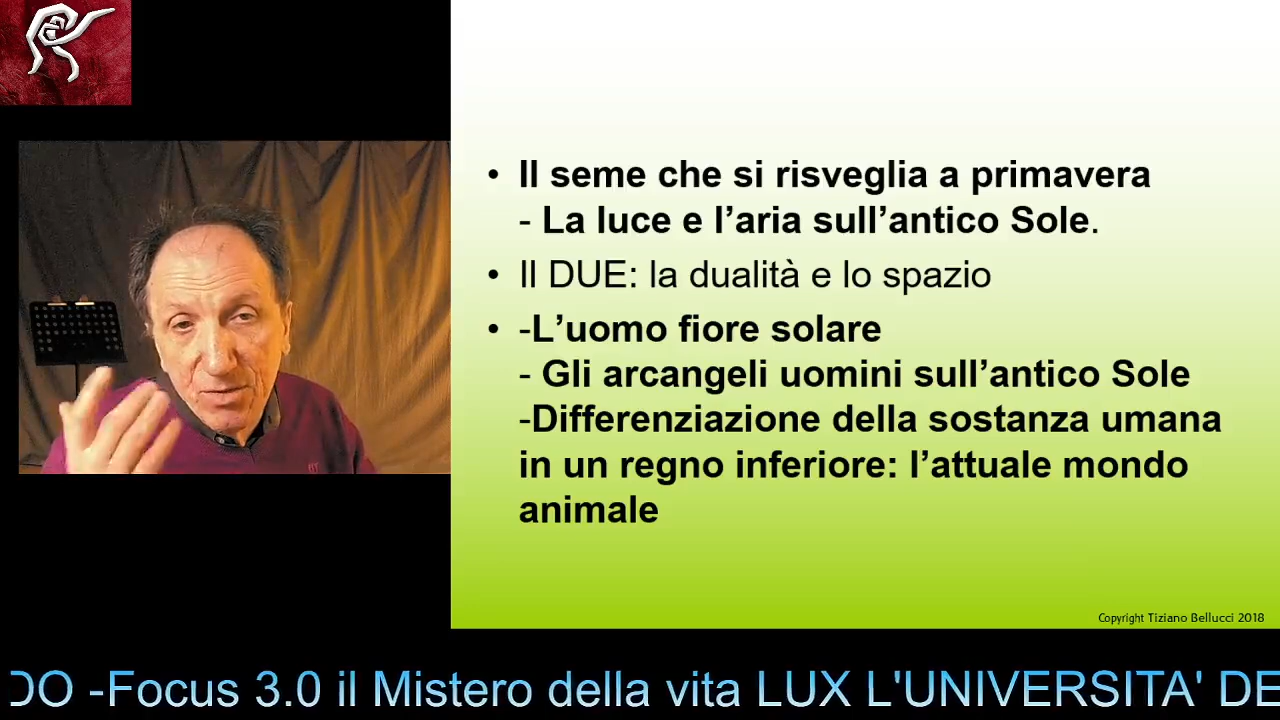 • Il seme che si risveglia a primavera
- La luce e l'aria sull'antico Sole.
• Il DUE: la dualità e lo spazio
• -L'uomo fiore solare
- Gli arcangeli uomini sull'antico Sole
-Differenziazione della sostanza umana
in un regno inferiore: l'attuale mondo
animale
Copyright Tiziano Bellucci 2018
DO -Focus 3.0 il Mistero della vita LUX L'UNIVERSITA' DE